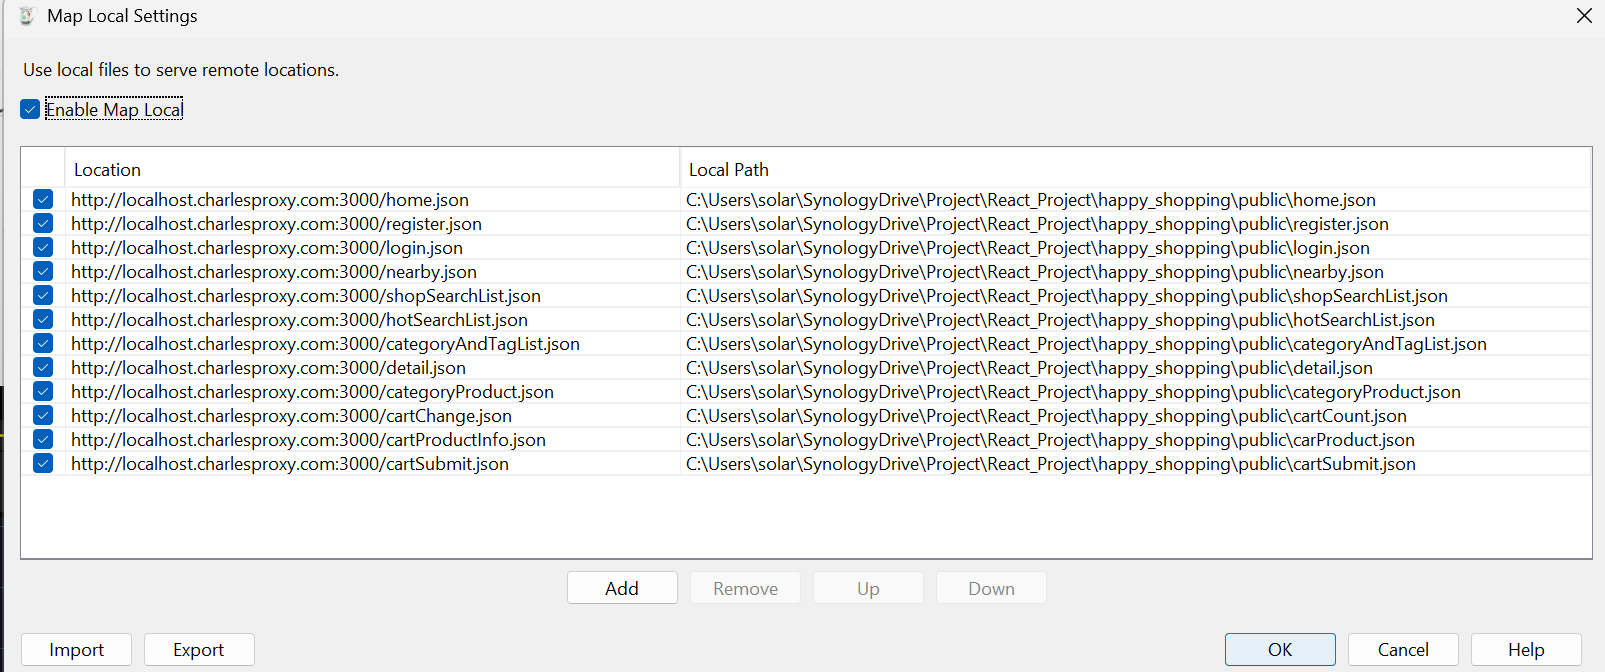 Map Local Settings
Use local files to serve remote locations.
Enable Map Local
Location Local Path
http://localhost.charlesproxy.com:3000/home.json C:\Users\solar\SynologyDrive\Project\React_Project\happy_shopping\public\home.json
http://localhost.charlesproxy.com:3000/register.json C:\Users\solar\SynologyDrive\Project\React_Project\happy_shopping\public\register.json
http://localhost.charlesproxy.com:3000/login.json C:\Users\solar\SynologyDrive\Project\React_Project\happy_shopping\public\login.json
http://localhost.charlesproxy.com:3000/nearby.json C:\Users\solar\SynologyDrive\Project\React_Project\happy_shopping\public\nearby.json
http://localhost.charlesproxy.com:3000/shopSearchList.json C:\Users\solar\SynologyDrive\Project\React_Project\happy_shopping\public\shopSearchList.json
http://localhost.charlesproxy.com:3000/hotSearchList.json C:\Users\solar\SynologyDrive\Project\React_Project\happy_shopping\public\hotSearchList.json
http://localhost.charlesproxy.com:3000/categoryAndTagList.json C:\Users\solar\SynologyDrive\Project\React_Project\happy_shopping\public\categoryAndTagList.json
http://localhost.charlesproxy.com:3000/detail.json C:\Users\solar\SynologyDrive\Project\React_Project\happy_shopping\public\detail.json
http://localhost.charlesproxy.com:3000/categoryProduct.json C:\Users\solar\SynologyDrive\Project\React_Project\happy_shopping\public\categoryProduct.json
http://localhost.charlesproxy.com:3000/cartChange.json C:\Users\solar\SynologyDrive\Project\React_Project\happy_shopping\public\cartCount.json
http://localhost.charlesproxy.com:3000/cartProductInfo.json C:\Users\solar\SynologyDrive\Project\React_Project\happy_shopping\public\carProduct.json
http://localhost.charlesproxy.com:3000/cartSubmit.json C:\Users\solar\SynologyDrive\Project\React_Project\happy_shopping\public\cartSubmit.json
Add Remove Up Down
Import Export OK Cancel Help